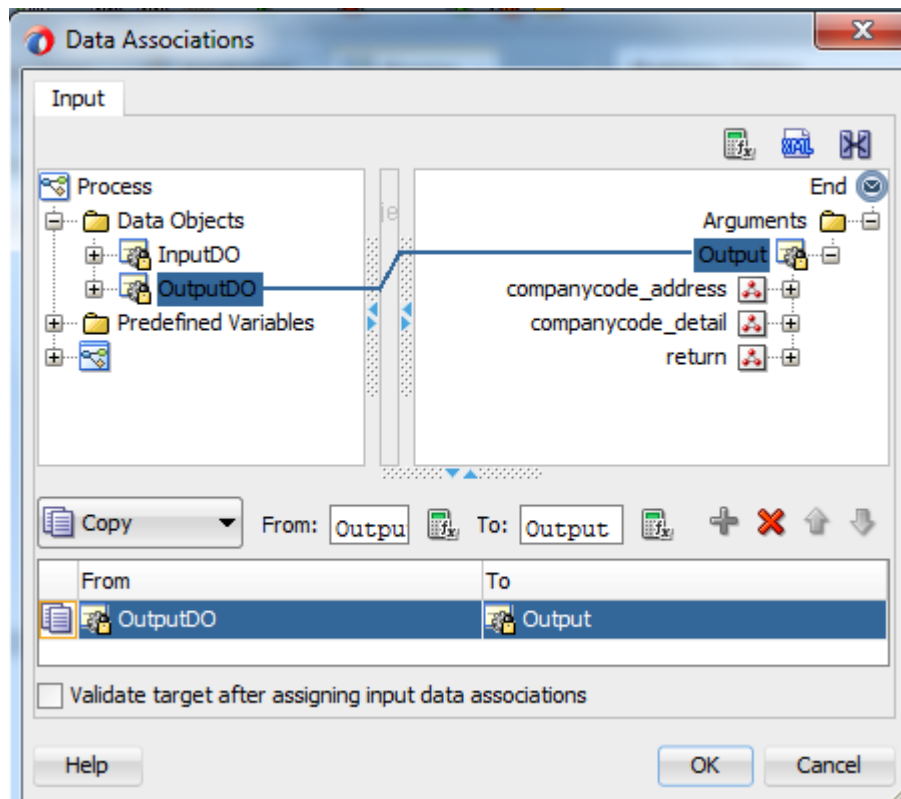 Data Associations
Input
Process
Data Objects
InputDO
OutputDO
Predefined Variables
End
Arguments
Output
companycode_address
companycode_detail
return
Copy From: Outpu To: Output
From To
OutputDO Output
Validate target after assigning input data associations
Help OK Cancel